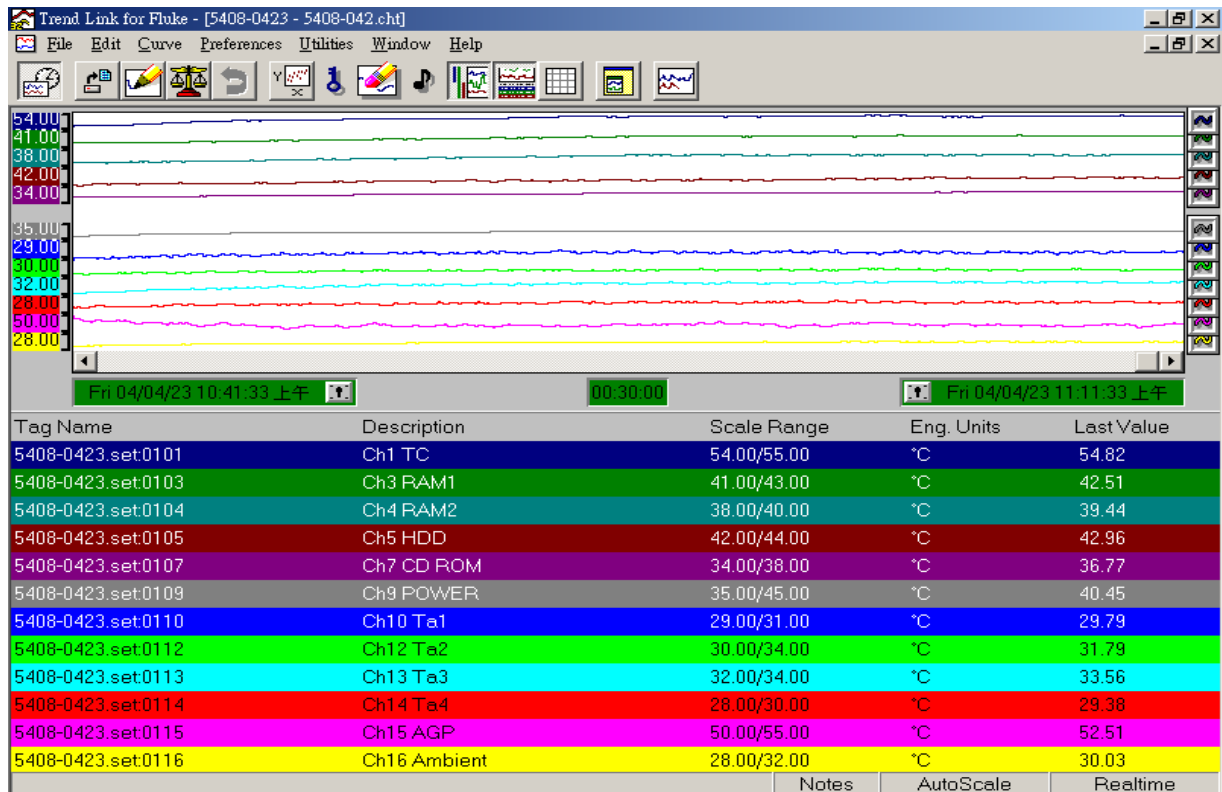 Trend Link for Fluke - [5408-0423 - 5408-042.cht]
File Edit Curve Preferences Utilities Window Help
54.00
41.00
38.00
42.00
34.00
35.00
29.00
30.00
32.00
28.00
50.00
28.00
Fri 04/04/23 10:41:33 上午 00:30:00 Fri 04/04/23 11:11:33 上午
Tag Name Description Scale Range Eng. Units Last Value
5408-0423.set:0101 Ch1 TC 54.00/55.00 °C 54.82
5408-0423.set:0103 Ch3 RAM1 41.00/43.00 °C 42.51
5408-0423.set:0104 Ch4 RAM2 38.00/40.00 °C 39.44
5408-0423.set:0105 Ch5 HDD 42.00/44.00 °C 42.96
5408-0423.set:0107 Ch7 CD ROM 34.00/38.00 °C 36.77
5408-0423.set:0109 Ch9 POWER 35.00/45.00 °C 40.45
5408-0423.set:0110 Ch10 Ta1 29.00/31.00 °C 29.79
5408-0423.set:0112 Ch12 Ta2 30.00/34.00 °C 31.79
5408-0423.set:0113 Ch13 Ta3 32.00/34.00 °C 33.56
5408-0423.set:0114 Ch14 Ta4 28.00/30.00 °C 29.38
5408-0423.set:0115 Ch15 AGP 50.00/55.00 °C 52.51
5408-0423.set:0116 Ch16 Ambient 28.00/32.00 °C 30.03
Notes AutoScale Realtime